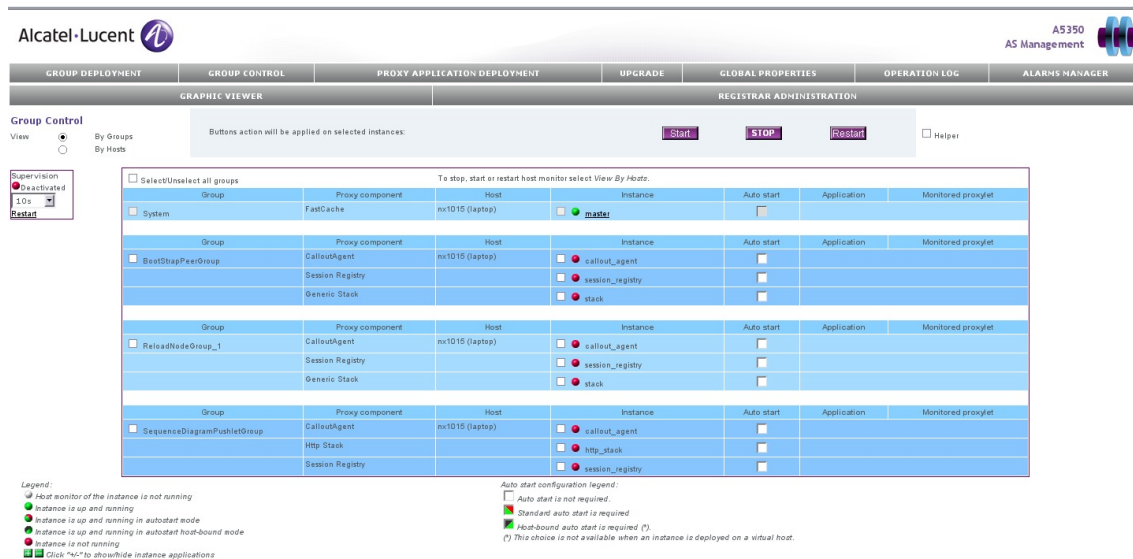 Alcatel·Lucent
A5350
AS Management
GROUP DEPLOYMENT GROUP CONTROL PROXY APPLICATION DEPLOYMENT UPGRADE GLOBAL PROPERTIES OPERATION LOG ALARMS MANAGER
GRAPHIC VIEWER REGISTRAR ADMINISTRATION
Group Control
View By Groups
By Hosts
Buttons action will be applied on selected instances: Start STOP Restart Helper
Supervision
Deactivated
10s
Restart
Select/Unselect all groups To stop, start or restart host monitor select View By Hosts.
Group Proxy component Host Instance Auto start Application Monitored proxylet
System FastCache nx1015 (laptop) master
Group Proxy component Host Instance Auto start Application Monitored proxylet
BootStrapPeerGroup CalloutAgent nx1015 (laptop) callout_agent
Session Registry session_registry
Generic Stack stack
Group Proxy component Host Instance Auto start Application Monitored proxylet
ReloadNodeGroup_1 CalloutAgent nx1015 (laptop) callout_agent
Session Registry session_registry
Generic Stack stack
Group Proxy component Host Instance Auto start Application Monitored proxylet
SequenceDiagramPushletGroup CalloutAgent nx1015 (laptop) callout_agent
Http Stack http_stack
Session Registry session_registry
Legend:
Host monitor of the instance is not running
Instance is up and running
Instance is up and running in autostart mode
Instance is up and running in autostart host-bound mode
Instance is not running
Click "+/-" to show/hide instance applications
Auto start configuration legend:
Auto start is not required.
Standard auto start is required
Host-bound auto start is required (*).
(*) This choice is not available when an instance is deployed on a virtual host.